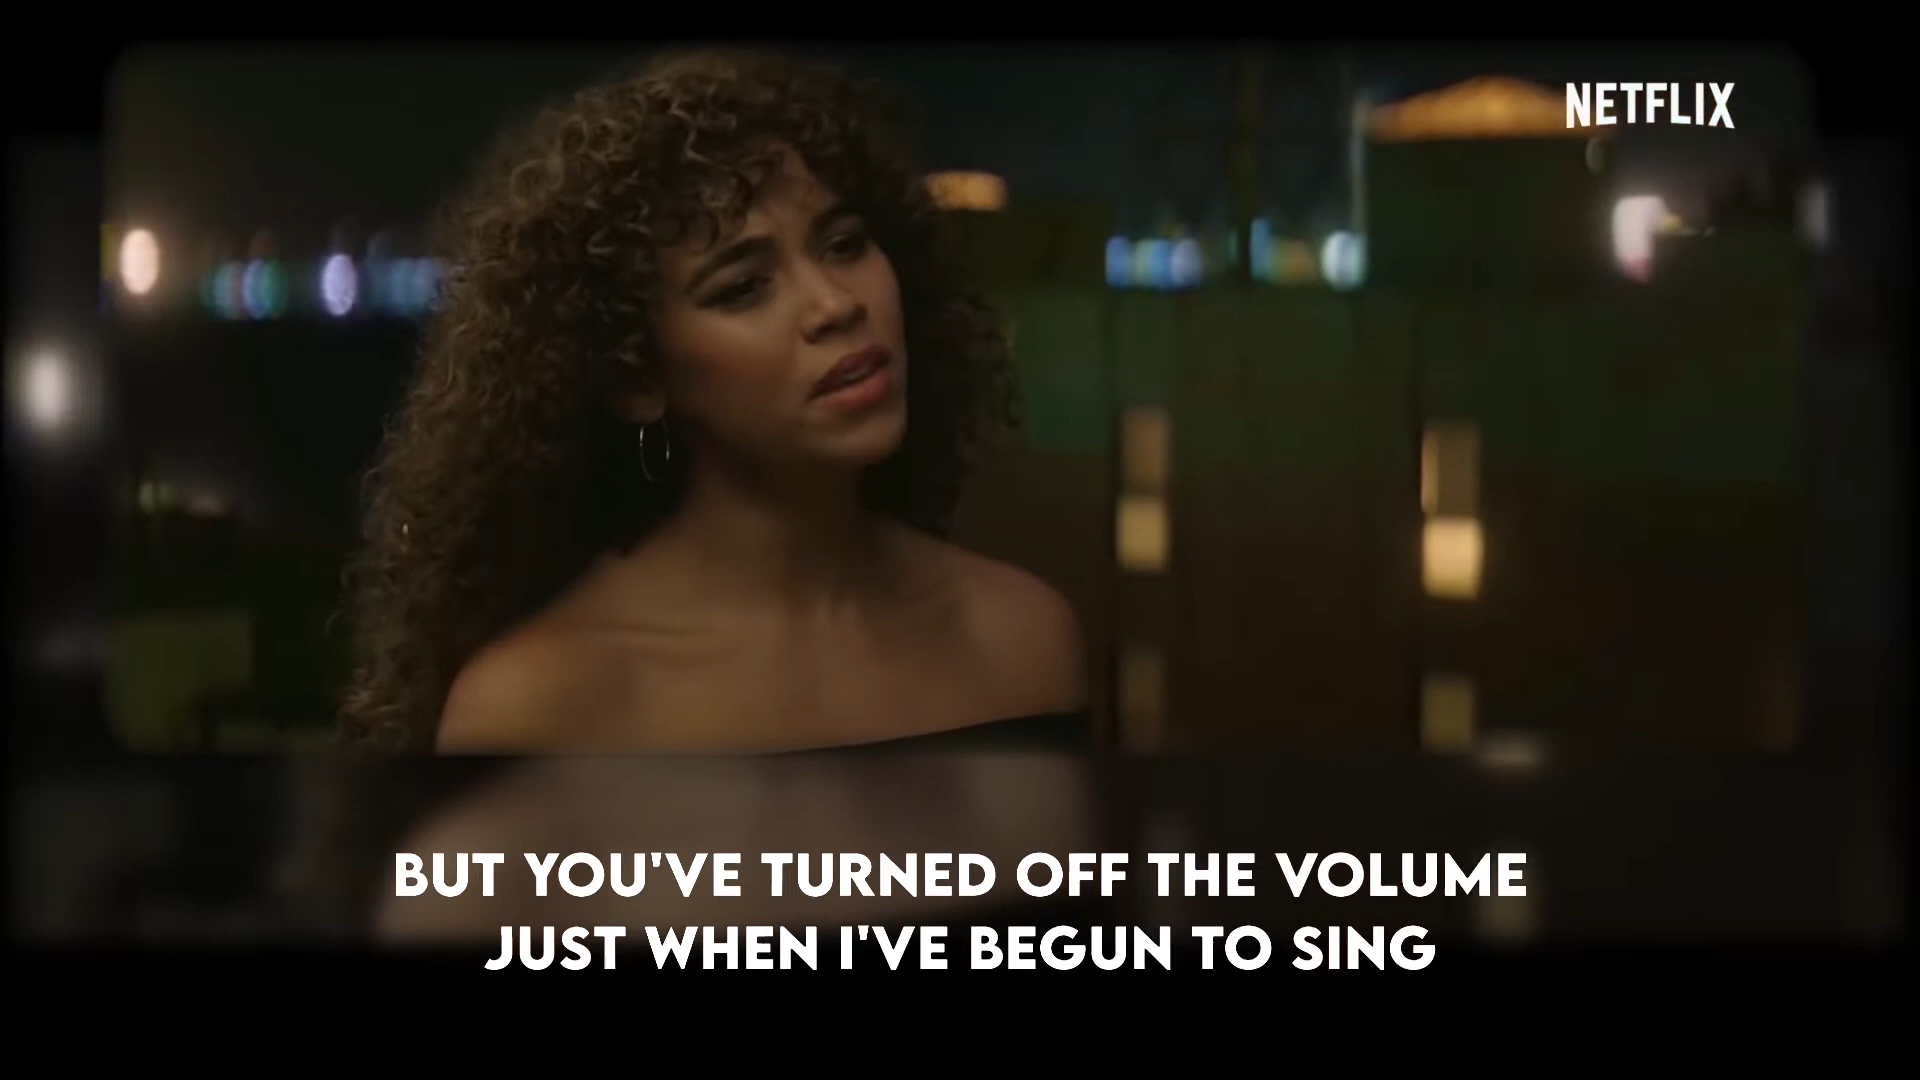 NETFLIX
BUT YOU'VE TURNED OFF THE VOLUME
JUST WHEN I'VE BEGUN TO SING